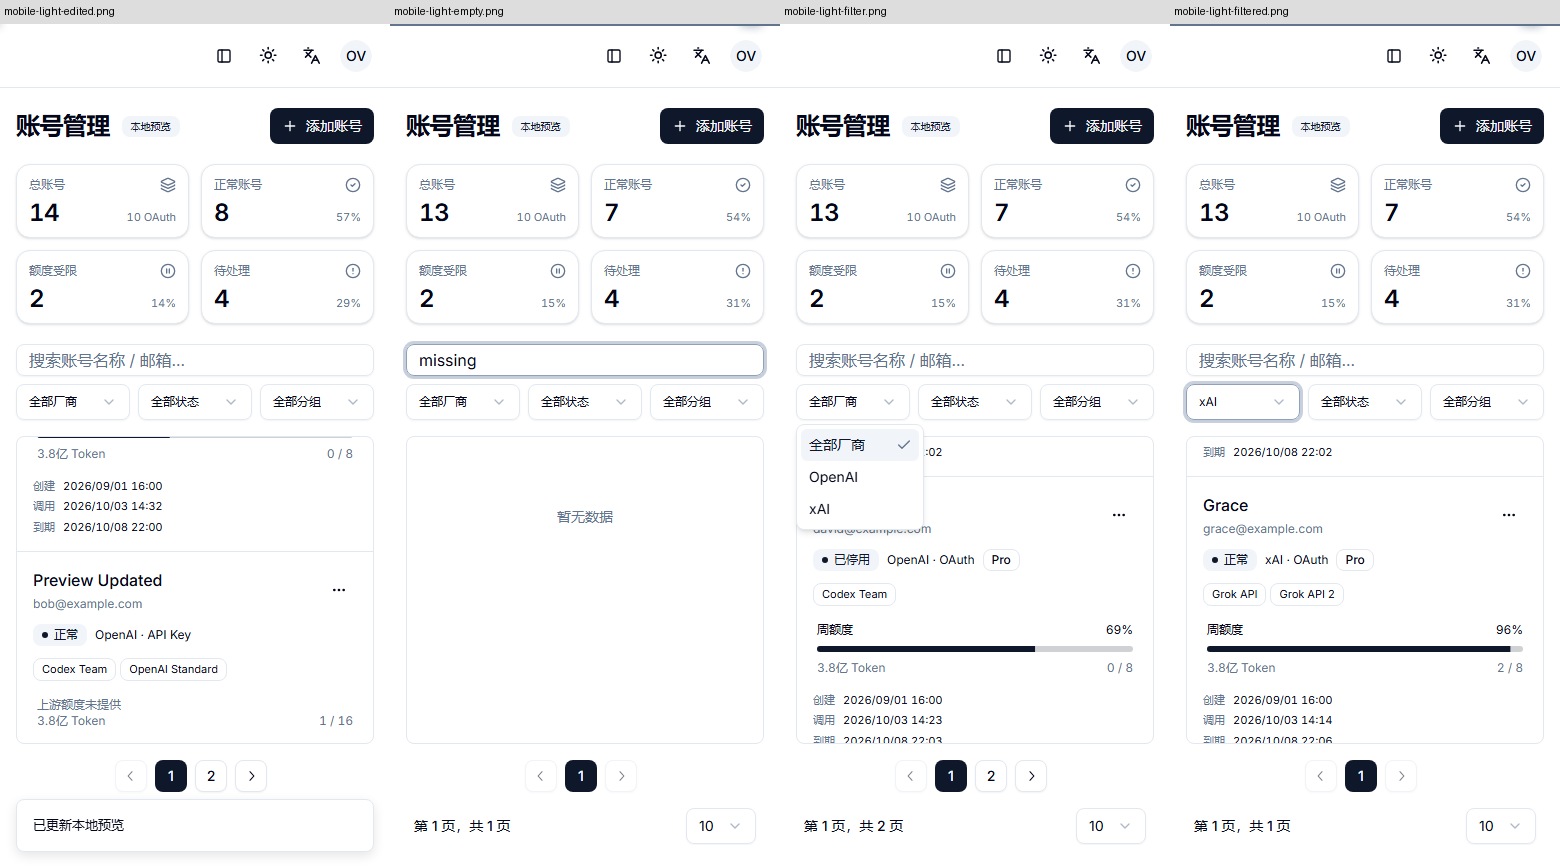 mobile-light-edited.png
OV
账号管理 本地预览 + 添加账号
总账号 正常账号
14 10 OAuth 8 57%
额度受限 待处理
2 14% 4 29%
搜索账号名称 / 邮箱...
全部厂商 全部状态 全部分组
3.8亿 Token 0 / 8
创建 2026/09/01 16:00
调用 2026/10/03 14:32
到期 2026/10/08 22:00
Preview Updated
bob@example.com
正常 OpenAI · API Key
Codex Team OpenAI Standard
上游额度未提供
3.8亿 Token 1 / 16
1 2
已更新本地预览
mobile-light-empty.png
OV
账号管理 本地预览 + 添加账号
总账号 正常账号
13 10 OAuth 7 54%
额度受限 待处理
2 15% 4 31%
missing
全部厂商 全部状态 全部分组
暂无数据
1
第 1 页，共 1 页 10
mobile-light-filter.png
OV
账号管理 本地预览 + 添加账号
总账号 正常账号
13 10 OAuth 7 54%
额度受限 待处理
2 15% 4 31%
搜索账号名称 / 邮箱...
全部厂商 全部状态 全部分组
全部厂商
OpenAI
xAI
:02
david@example.com
已停用 OpenAI · OAuth Pro
Codex Team
周额度 69%
3.8亿 Token 0 / 8
创建 2026/09/01 16:00
调用 2026/10/03 14:23
到期 2026/10/08 22:03
1 2
第 1 页，共 2 页 10
mobile-light-filtered.png
OV
账号管理 本地预览 + 添加账号
总账号 正常账号
13 10 OAuth 7 54%
额度受限 待处理
2 15% 4 31%
搜索账号名称 / 邮箱...
xAI 全部状态 全部分组
到期 2026/10/08 22:02
Grace
grace@example.com
正常 xAI · OAuth Pro
Grok API Grok API 2
周额度 96%
3.8亿 Token 2 / 8
创建 2026/09/01 16:00
调用 2026/10/03 14:14
到期 2026/10/08 22:06
1
第 1 页，共 1 页 10